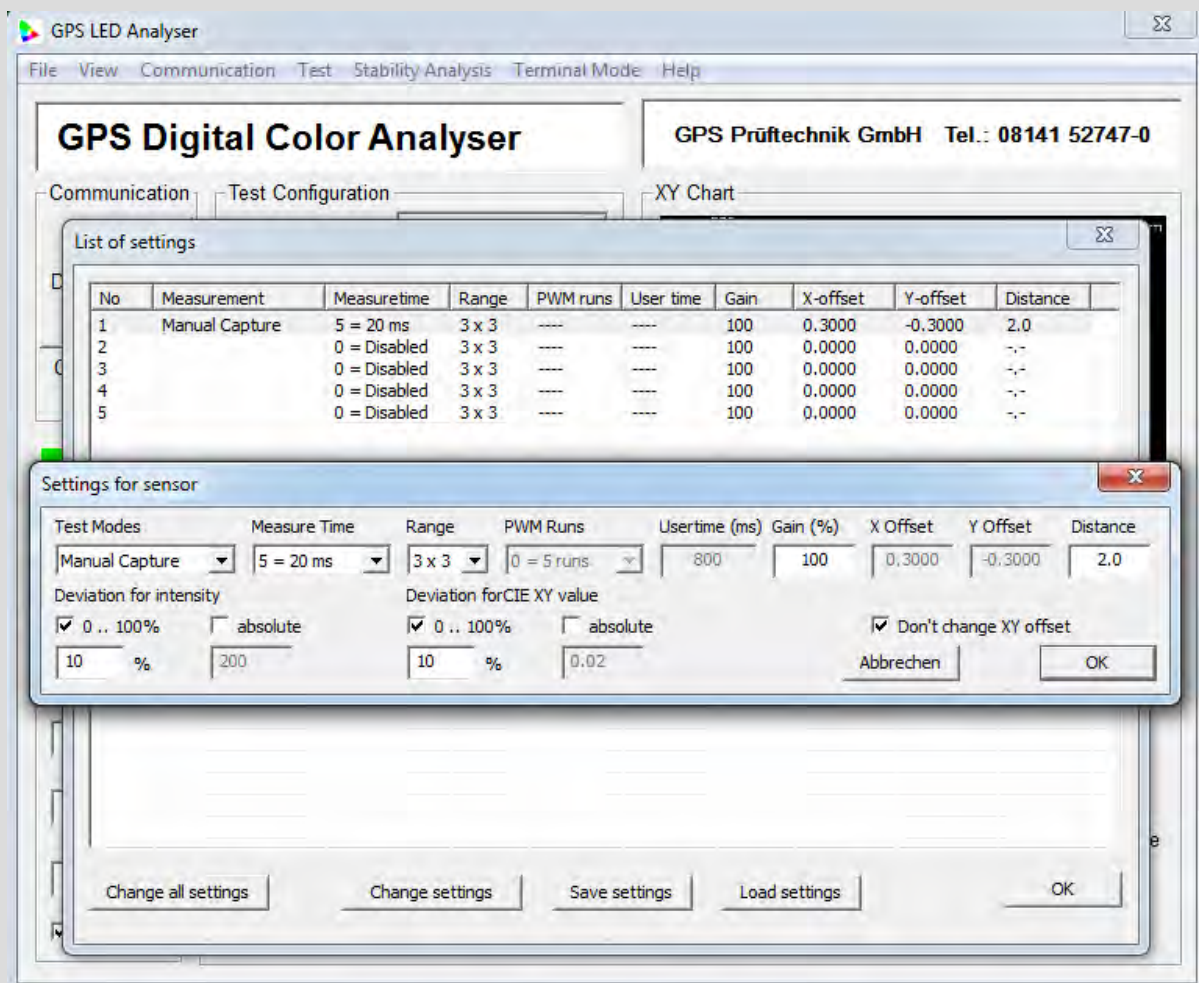 GPS LED Analyser
File View Communication Test Stability Analysis Terminal Mode Help
GPS Digital Color Analyser
GPS Prüftechnik GmbH Tel.: 08141 52747-0
Communication Test Configuration XY Chart
List of settings
No Measurement Measuretime Range PWM runs User time Gain X-offset Y-offset Distance
1 Manual Capture 5 = 20 ms 3 x 3 ---- ---- 100 0.3000 -0.3000 2.0
2 0 = Disabled 3 x 3 ---- ---- 100 0.0000 0.0000 -.-
3 0 = Disabled 3 x 3 ---- ---- 100 0.0000 0.0000 -.-
4 0 = Disabled 3 x 3 ---- ---- 100 0.0000 0.0000 -.-
5 0 = Disabled 3 x 3 ---- ---- 100 0.0000 0.0000 -.-
Settings for sensor
Test Modes Measure Time Range PWM Runs Usertime (ms) Gain (%) X Offset Y Offset Distance
Manual Capture 5 = 20 ms 3 x 3 0 = 5 runs 800 100 0.3000 -0.3000 2.0
Deviation for intensity Deviation forCIE XY value
0 .. 100% absolute 0 .. 100% absolute Don't change XY offset
10 % 200 10 % 0.02 Abbrechen OK
Change all settings Change settings Save settings Load settings OK